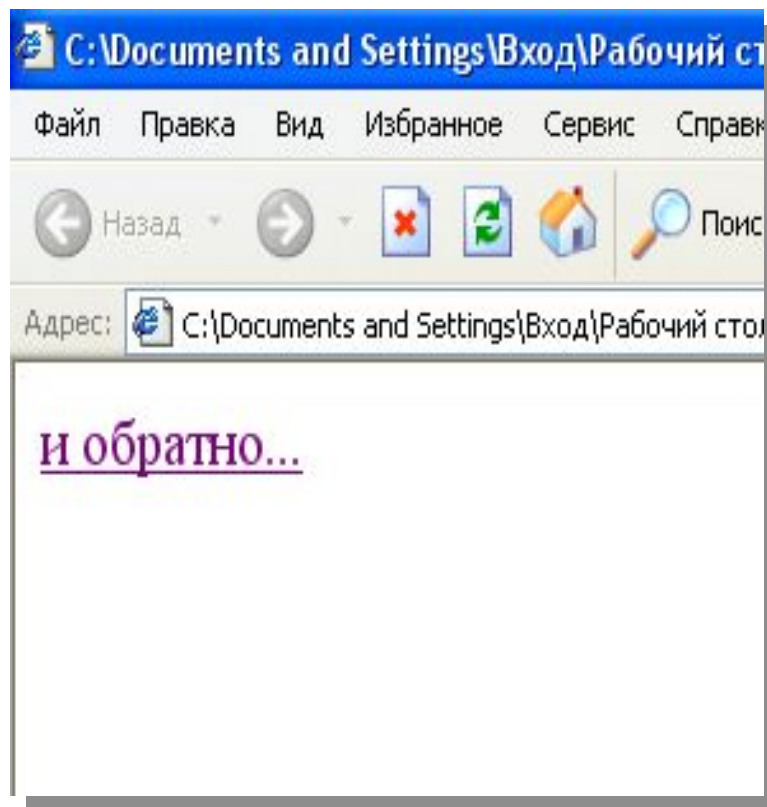 C:\Documents and Settings\Вход\Рабочий ст
Файл Правка Вид Избранное Сервис Справк
Назад Поис
Адрес: C:\Documents and Settings\Вход\Рабочий стол
и обратно...